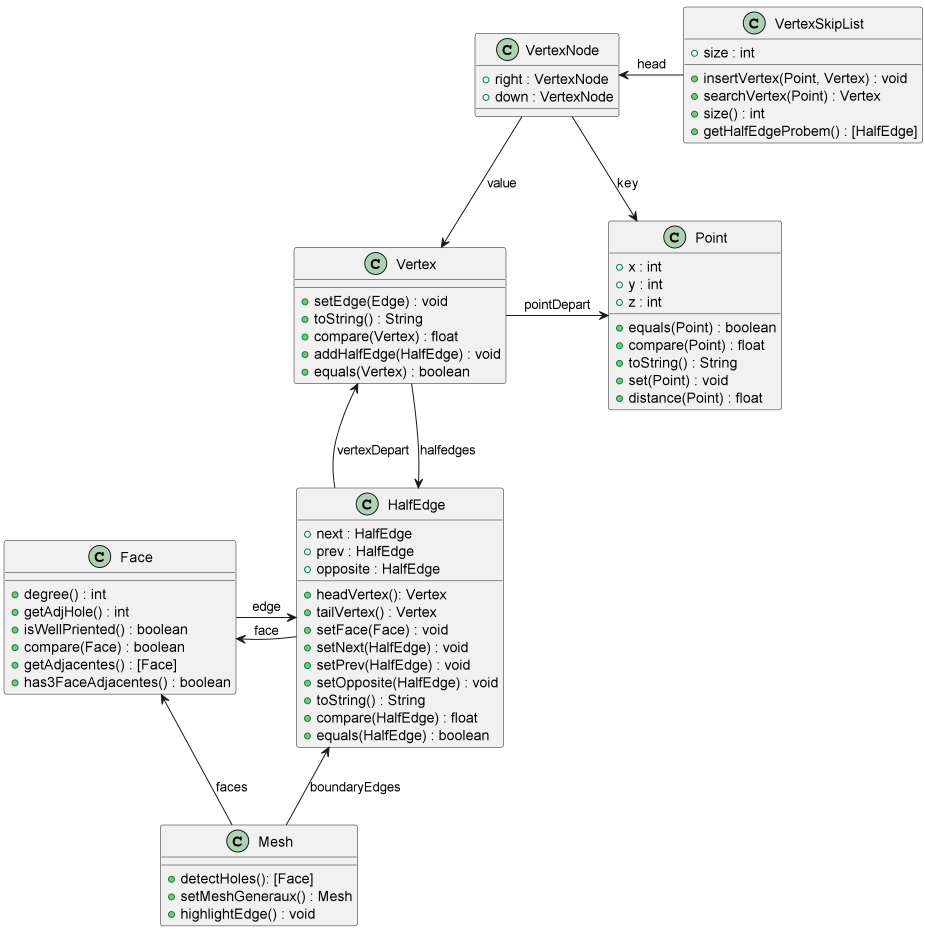 C VertexSkipList
size : int
insertVertex(Point, Vertex) : void
searchVertex(Point) : Vertex
size() : int
getHalfEdgeProbem() : [HalfEdge]
head
C VertexNode
right : VertexNode
down : VertexNode
value
key
C Vertex
setEdge(Edge) : void
toString() : String
compare(Vertex) : float
addHalfEdge(HalfEdge) : void
equals(Vertex) : boolean
pointDepart
C Point
x : int
y : int
z : int
equals(Point) : boolean
compare(Point) : float
toString() : String
set(Point) : void
distance(Point) : float
vertexDepart
halfedges
C HalfEdge
next : HalfEdge
prev : HalfEdge
opposite : HalfEdge
headVertex(): Vertex
tailVertex() : Vertex
setFace(Face) : void
setNext(HalfEdge) : void
setPrev(HalfEdge) : void
setOpposite(HalfEdge) : void
toString() : String
compare(HalfEdge) : float
equals(HalfEdge) : boolean
C Face
degree() : int
getAdjHole() : int
isWellPriented() : boolean
compare(Face) : boolean
getAdjacentes() : [Face]
has3FaceAdjacentes() : boolean
edge
face
faces
boundaryEdges
C Mesh
detectHoles(): [Face]
setMeshGeneraux() : Mesh
highlightEdge() : void